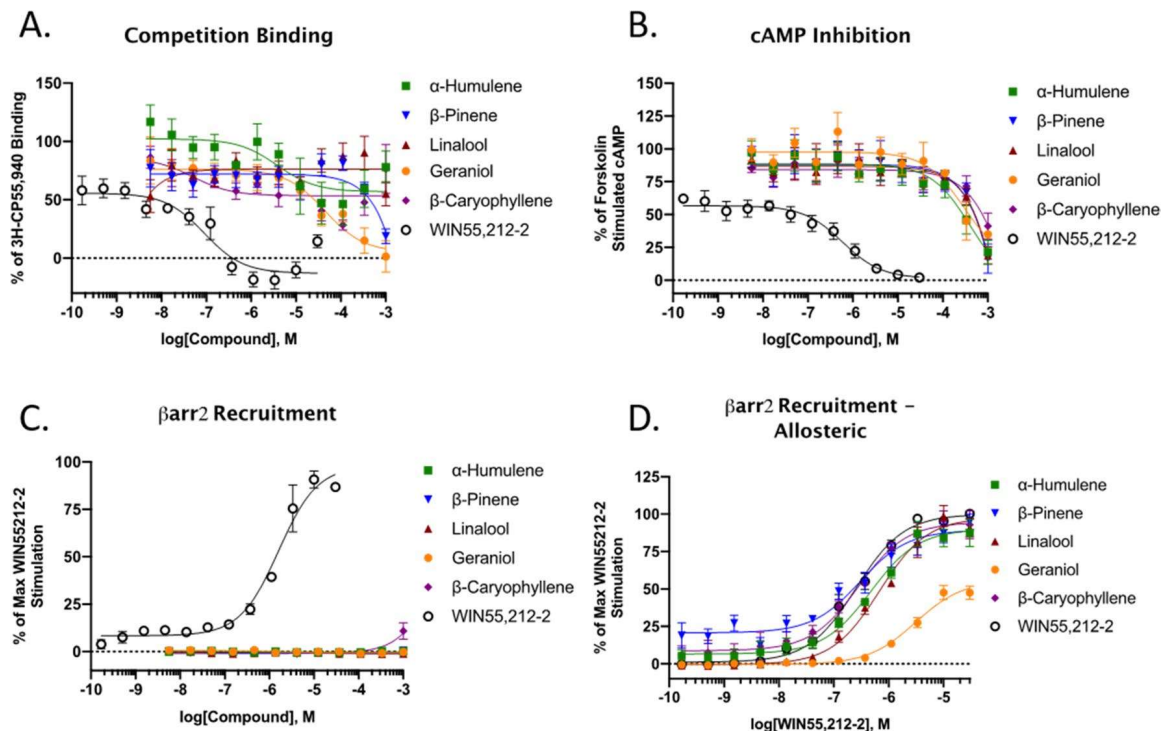 A.
Competition Binding
% of 3H-CP55,940 Binding
150
100
50
0
-10 -9 -8 -7 -6 -5 -4 -3
log[Compound], M
α-Humulene
β-Pinene
Linalool
Geraniol
β-Caryophyllene
WIN55,212-2
B.
cAMP Inhibition
% of Forskolin
Stimulated cAMP
150
125
100
75
50
25
0
-10 -9 -8 -7 -6 -5 -4 -3
log[Compound], M
α-Humulene
β-Pinene
Linalool
Geraniol
β-Caryophyllene
WIN55,212-2
C.
βarr2 Recruitment
% of Max WIN55212-2
Stimulation
100
75
50
25
0
-10 -9 -8 -7 -6 -5 -4 -3
log[Compound], M
α-Humulene
β-Pinene
Linalool
Geraniol
β-Caryophyllene
WIN55,212-2
D.
βarr2 Recruitment –
Allosteric
% of Max WIN55212-2
Stimulation
125
100
75
50
25
0
-10 -9 -8 -7 -6 -5
log[WIN55,212-2], M
α-Humulene
β-Pinene
Linalool
Geraniol
β-Caryophyllene
WIN55,212-2